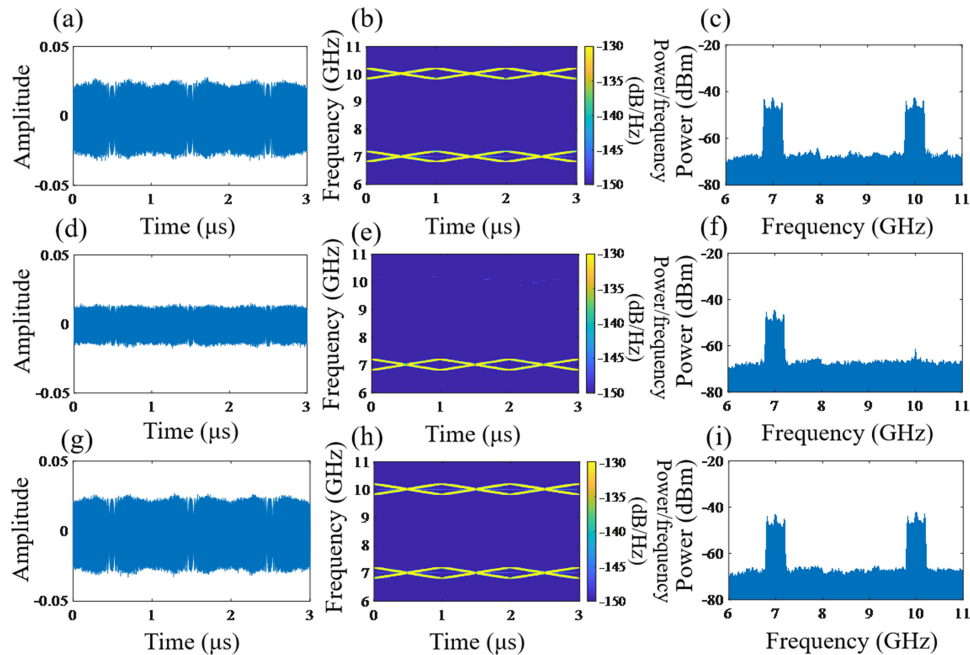 (a)
0.05
0
-0.05
Amplitude
0 1 2 3
Time (μs)
(b)
11
10
9
8
7
6
Frequency (GHz)
0 1 2 3
Time (μs)
-130
-135
-140
-145
-150
Power/frequency
(dB/Hz)
(c)
-20
-40
-60
-80
Power (dBm)
6 7 8 9 10 11
Frequency (GHz)
(d)
0.05
0
-0.05
Amplitude
0 1 2 3
Time (μs)
(e)
11
10
9
8
7
6
Frequency (GHz)
0 1 2 3
Time (μs)
-130
-135
-140
-145
-150
Power/frequency
(dB/Hz)
(f)
-20
-40
-60
-80
Power (dBm)
6 7 8 9 10 11
Frequency (GHz)
(g)
0.05
0
-0.05
Amplitude
0 1 2 3
Time (μs)
(h)
11
10
9
8
7
6
Frequency (GHz)
0 1 2 3
Time (μs)
-130
-135
-140
-145
-150
Power/frequency
(dB/Hz)
(i)
-20
-40
-60
-80
Power (dBm)
6 7 8 9 10 11
Frequency (GHz)